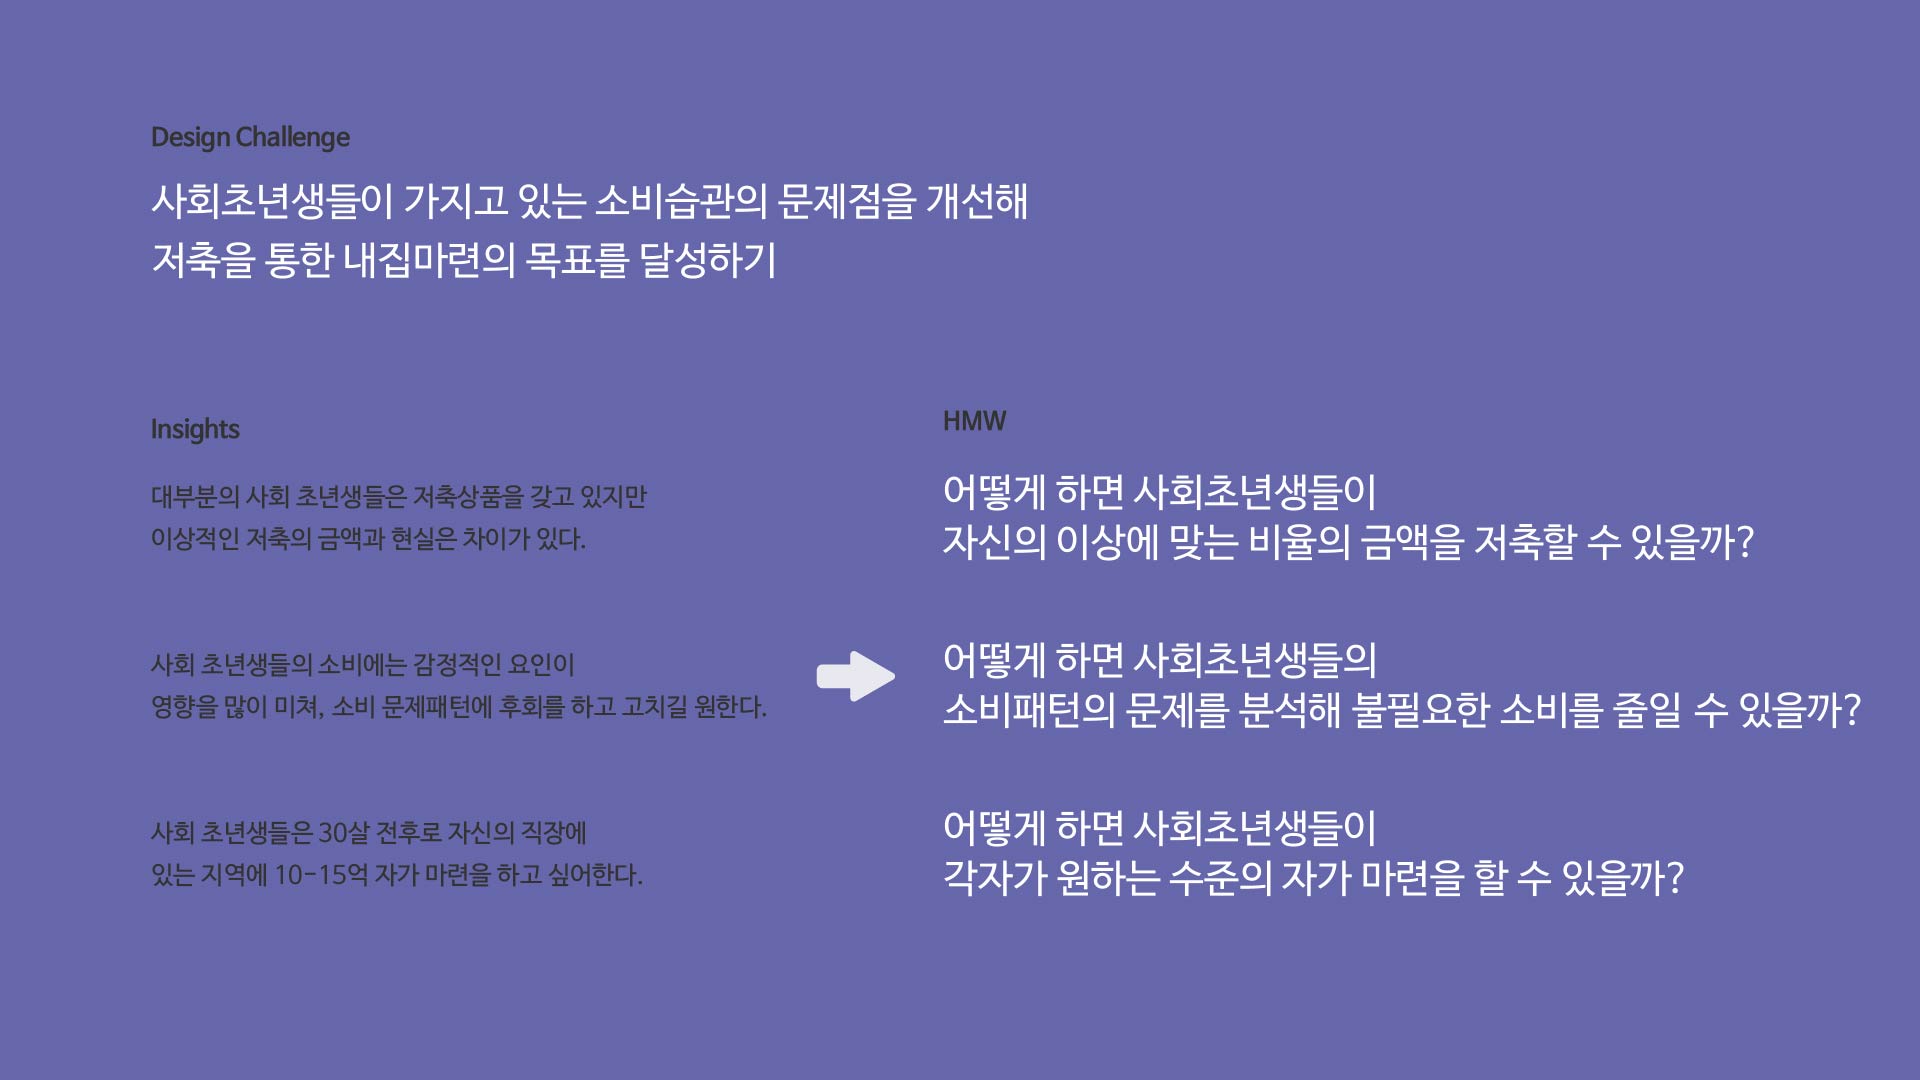 Design Challenge
사회초년생들이 가지고 있는 소비습관의 문제점을 개선해
저축을 통한 내집마련의 목표를 달성하기
Insights
대부분의 사회 초년생들은 저축상품을 갖고 있지만
이상적인 저축의 금액과 현실은 차이가 있다.
사회 초년생들의 소비에는 감정적인 요인이
영향을 많이 미쳐, 소비 문제패턴에 후회를 하고 고치길 원한다.
사회 초년생들은 30살 전후로 자신의 직장에
있는 지역에 10-15억 자가 마련을 하고 싶어한다.
HMW
어떻게 하면 사회초년생들이
자신의 이상에 맞는 비율의 금액을 저축할 수 있을까?
어떻게 하면 사회초년생들의
소비패턴의 문제를 분석해 불필요한 소비를 줄일 수 있을까?
어떻게 하면 사회초년생들이
각자가 원하는 수준의 자가 마련을 할 수 있을까?